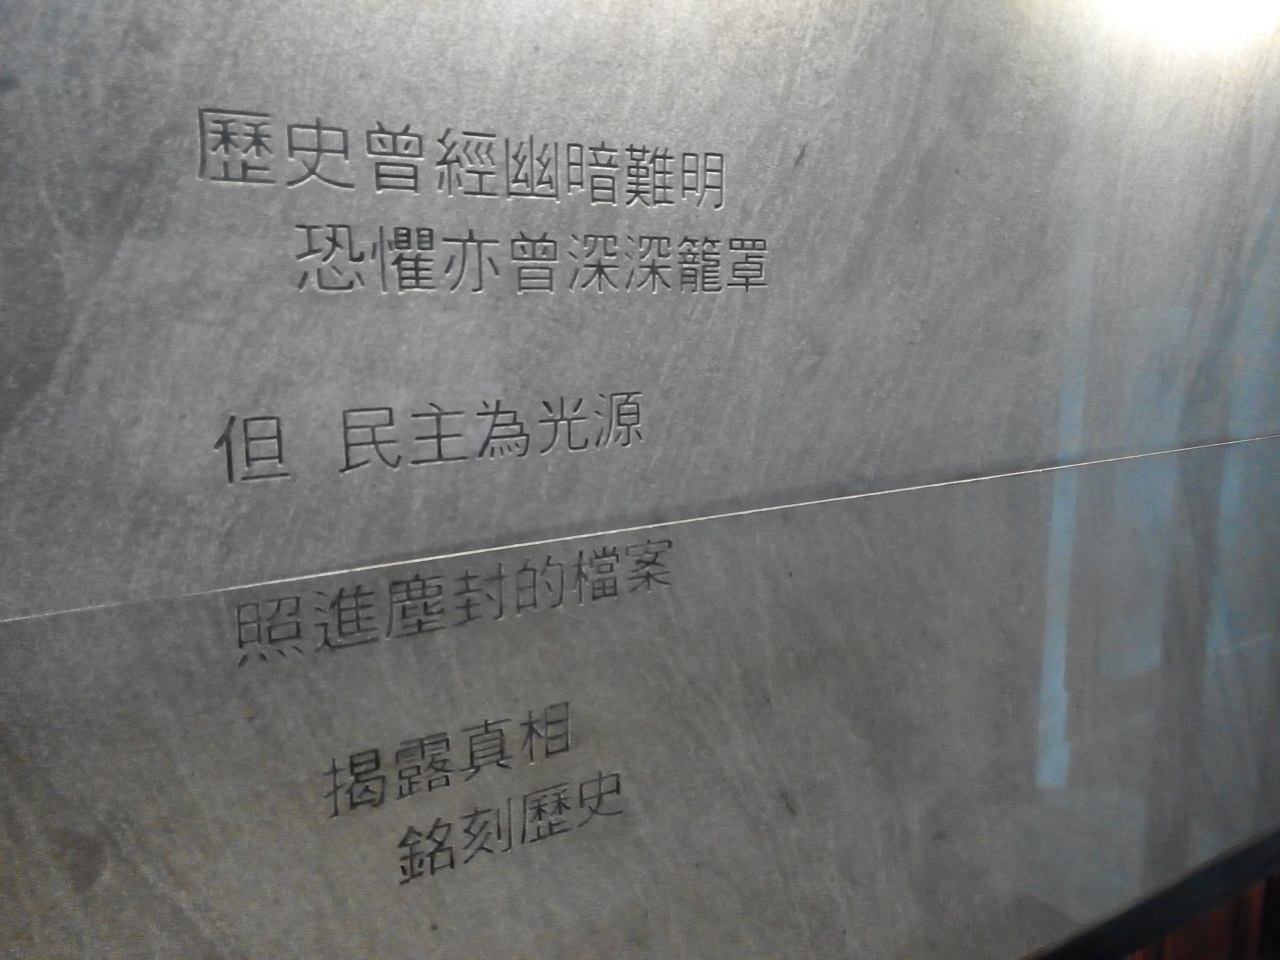 歷史曾經幽暗難明
恐懼亦曾深深籠罩
但 民主為光源
照進塵封的檔案
揭露真相
銘刻歷史